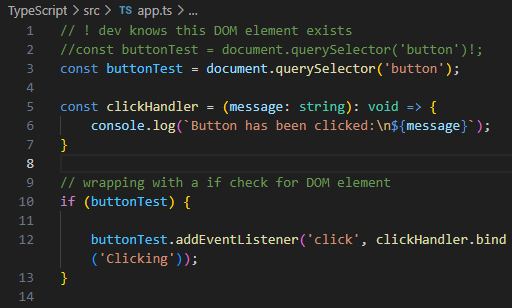 TypeScript > src > TS app.ts > ...
1 // ! dev knows this DOM element exists
2 //const buttonTest = document.querySelector('button')!;
3 const buttonTest = document.querySelector('button');
4
5 const clickHandler = (message: string): void => {
6     console.log(`Button has been clicked:\n${message}`);
7 }
8
9 // wrapping with a if check for DOM element
10 if (buttonTest) {
11
12     buttonTest.addEventListener('click', clickHandler.bind
('Clicking'));
13 }
14